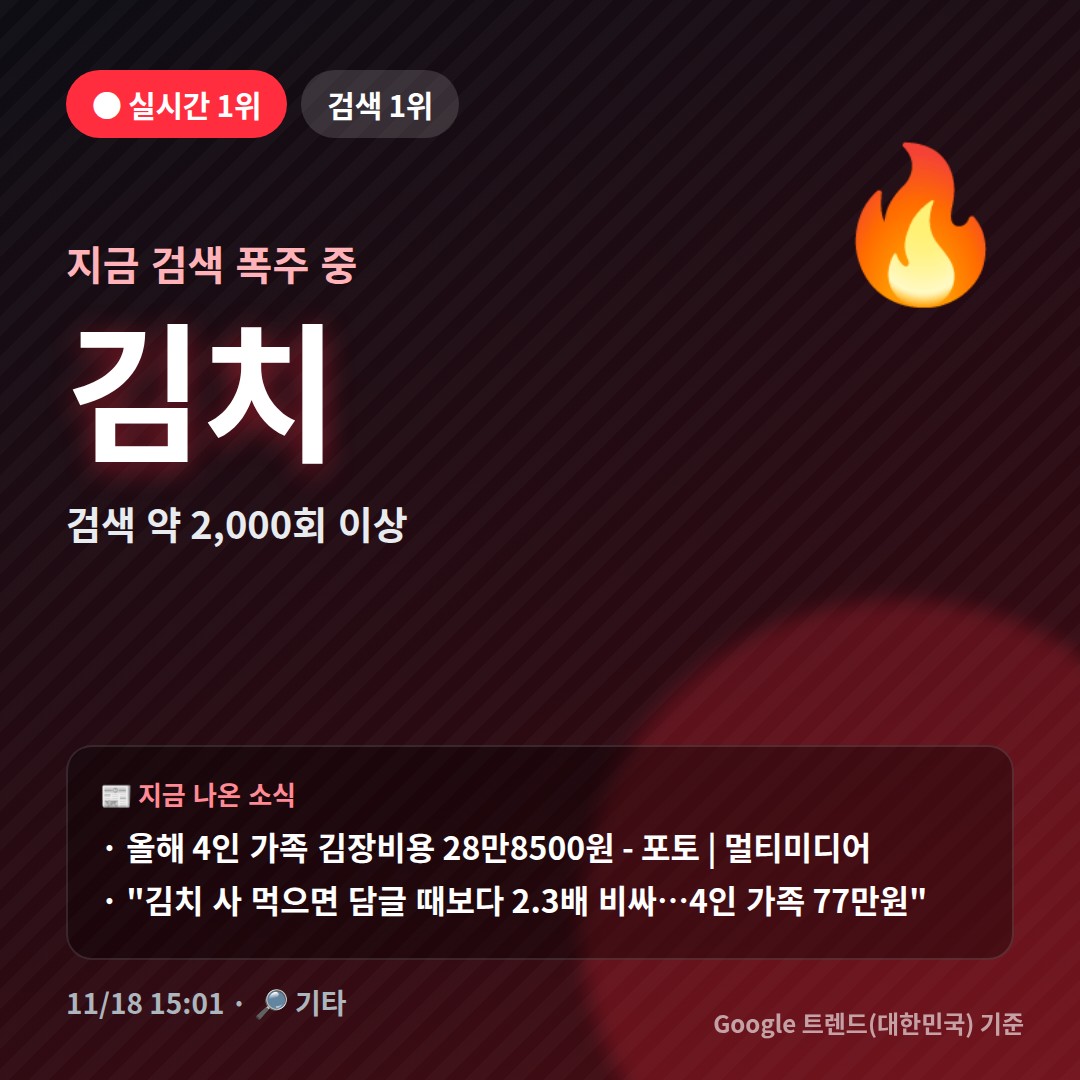 실시간 1위
검색 1위
지금 검색 폭주 중
김치
검색 약 2,000회 이상
지금 나온 소식
· 올해 4인 가족 김장비용 28만8500원 - 포토 | 멀티미디어
· "김치 사 먹으면 담글 때보다 2.3배 비싸…4인 가족 77만원"
11/18 15:01 · 🔎 기타
Google 트렌드(대한민국) 기준